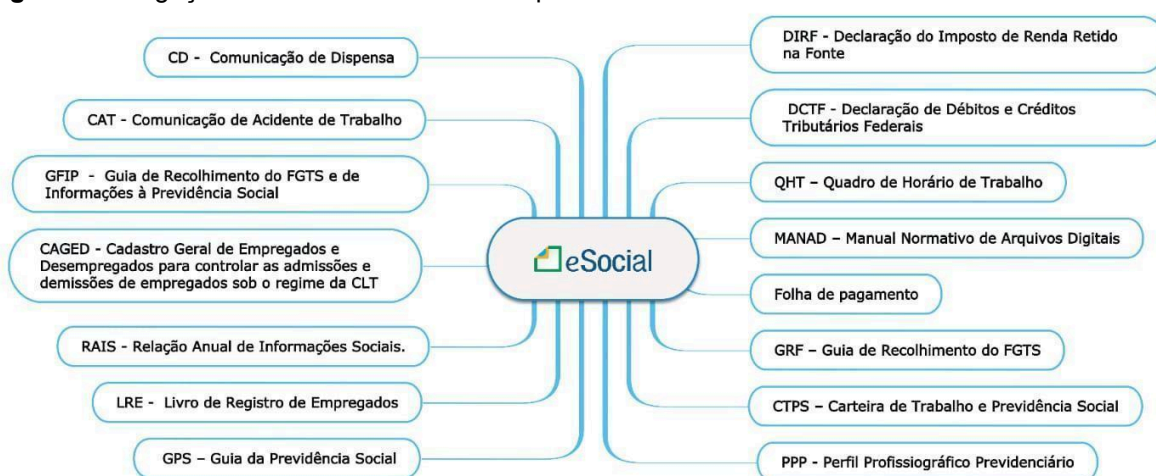 CD - Comunicação de Dispensa
CAT - Comunicação de Acidente de Trabalho
GFIP - Guia de Recolhimento do FGTS e de
Informações à Previdência Social
CAGED - Cadastro Geral de Empregados e
Desempregados para controlar as admissões e
demissões de empregados sob o regime da CLT
RAIS - Relação Anual de Informações Sociais.
LRE - Livro de Registro de Empregados
GPS – Guia da Previdência Social
eSocial
DIRF - Declaração do Imposto de Renda Retido
na Fonte
DCTF - Declaração de Débitos e Créditos
Tributários Federais
QHT – Quadro de Horário de Trabalho
MANAD – Manual Normativo de Arquivos Digitais
Folha de pagamento
GRF – Guia de Recolhimento do FGTS
CTPS – Carteira de Trabalho e Previdência Social
PPP - Perfil Profissiográfico Previdenciário